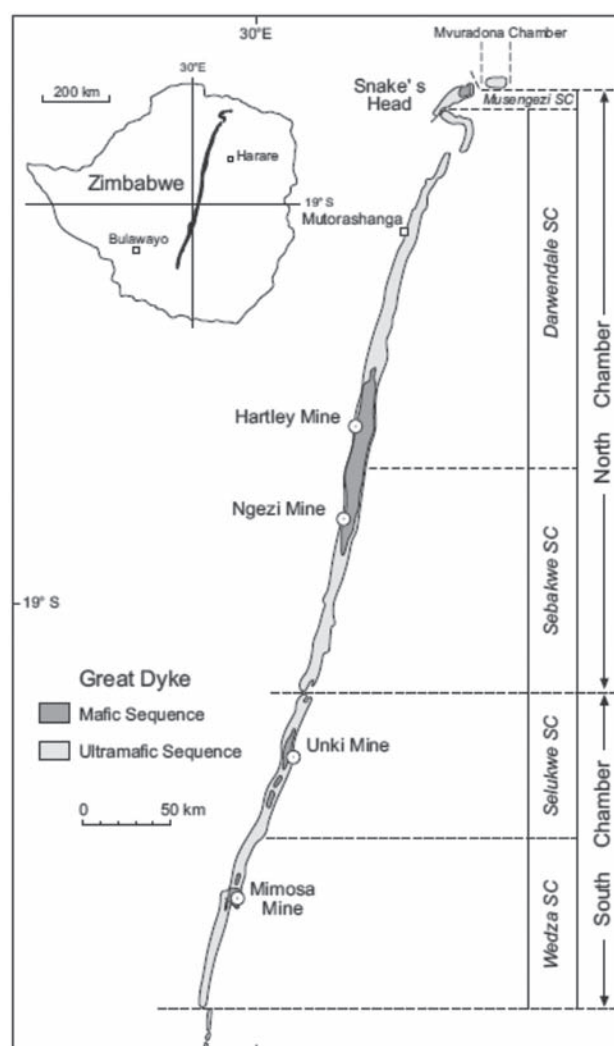 30°E
Mvuradona Chamber
Snake's
Head
Musengezi SC
200 km
30°E
Harare
Zimbabwe
19° S
Bulawayo
Mutorashanga
Darwendale SC
North Chamber
Hartley Mine
Ngezi Mine
Sebakwe SC
19° S
Great Dyke
Mafic Sequence
Ultramafic Sequence
0 50 km
Unki Mine
Selukwe SC
South Chamber
Mimosa
Mine
Wedza SC